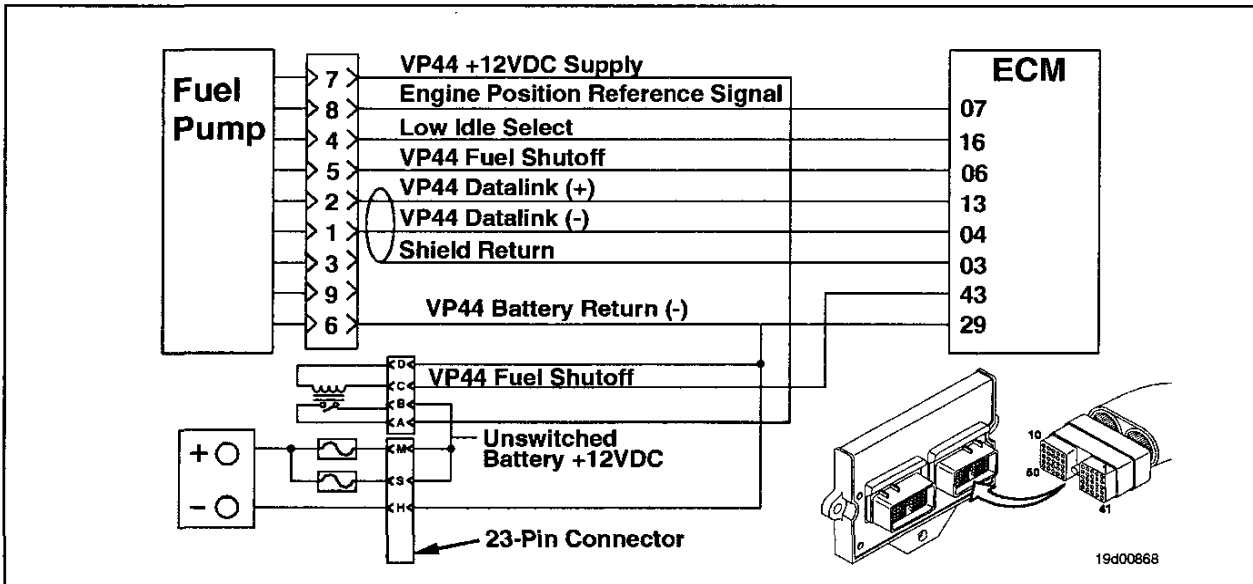 Fuel
Pump
7
8
4
5
2
1
3
9
6
VP44 +12VDC Supply
Engine Position Reference Signal
Low Idle Select
VP44 Fuel Shutoff
VP44 Datalink (+)
VP44 Datalink (-)
Shield Return
VP44 Battery Return (-)
ECM
07
16
06
13
04
03
43
29
D
C
B
A
VP44 Fuel Shutoff
Unswitched
Battery +12VDC
+
-
M
S
H
23-Pin Connector
10
50
1
41
19d00868